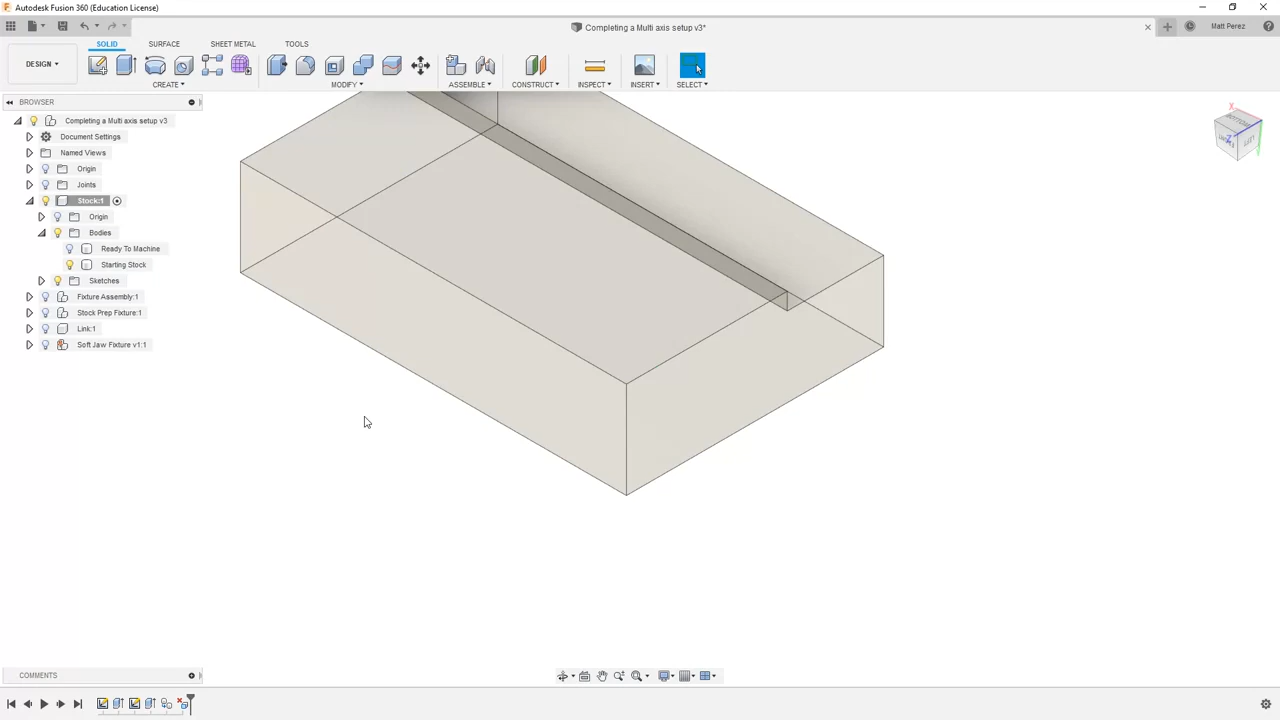 Autodesk Fusion 360 (Education License)
Completing a Multi axis setup v3*
Matt Perez
DESIGN
SOLID
SURFACE
SHEET METAL
TOOLS
CREATE
MODIFY
ASSEMBLE
CONSTRUCT
INSPECT
INSERT
SELECT
BROWSER
Completing a Multi axis setup v3
Document Settings
Named Views
Origin
Joints
Stock:1
Origin
Bodies
Ready To Machine
Starting Stock
Sketches
Fixture Assembly:1
Stock Prep Fixture:1
Link:1
Soft Jaw Fixture v1:1
BOTTOM
LEFT
X
Z
COMMENTS